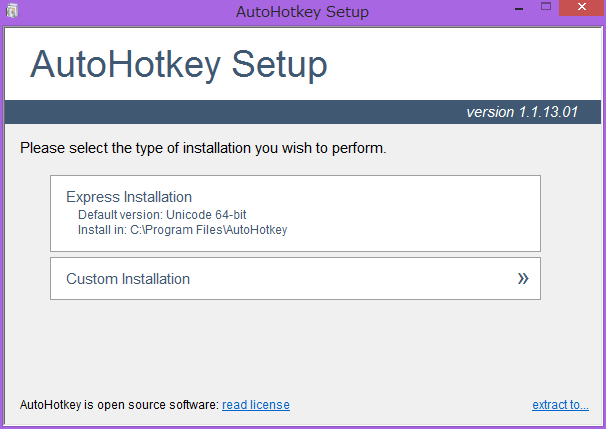 AutoHotkey Setup
AutoHotkey Setup
version 1.1.13.01
Please select the type of installation you wish to perform.
Express Installation
Default version: Unicode 64-bit
Install in: C:\Program Files\AutoHotkey
Custom Installation »
AutoHotkey is open source software: read license
extract to...